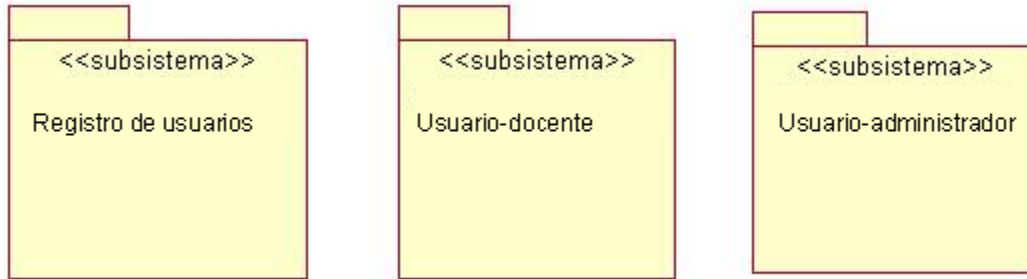 <<subsistema>>
Registro de usuarios
<<subsistema>>
Usuario-docente
<<subsistema>>
Usuario-administrador